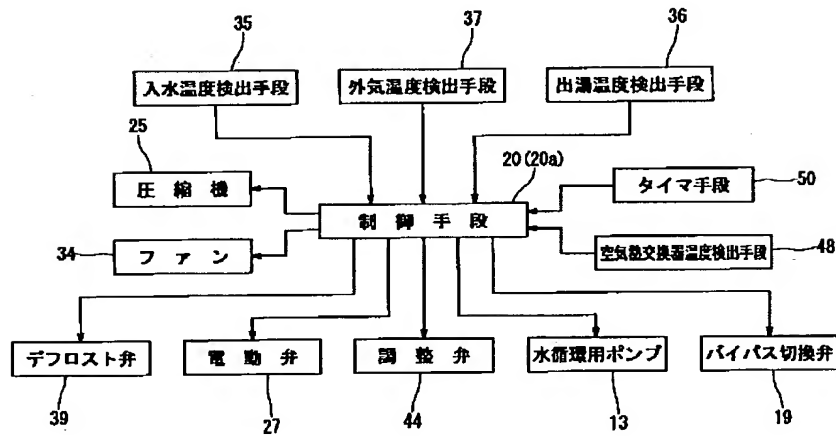 35
37
36
入水温度検出手段
外気温度検出手段
出湯温度検出手段
25
20(20a)
圧縮機
タイマ手段
50
制御手段
34
ファン
空気熱交換器温度検出手段
48
デフロスト弁
電動弁
調整弁
水循環用ポンプ
バイパス切換弁
39
27
44
13
19